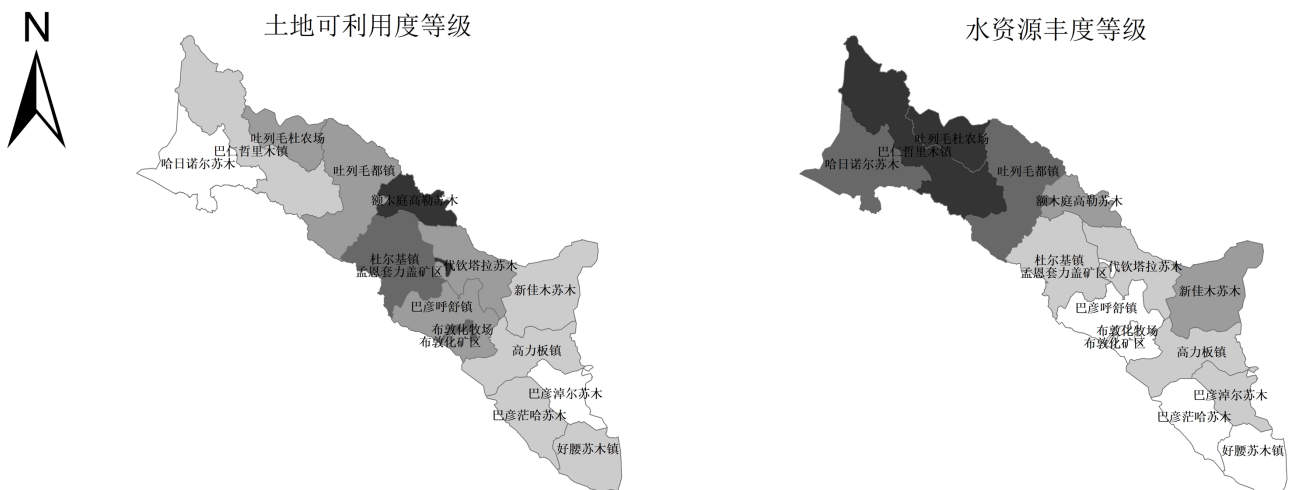 N
土地可利用度等级
吐列毛杜农场
巴仁哲里木镇
哈日诺尔苏木
吐列毛都镇
额木庭高勒苏木
杜尔基镇
孟恩套力盖矿区
代钦塔拉苏木
新佳木苏木
巴彦呼舒镇
布敦化牧场
布敦化矿区
高力板镇
巴彦淖尔苏木
巴彦茫哈苏木
好腰苏木镇
水资源丰度等级
吐列毛杜农场
巴仁哲里木镇
哈日诺尔苏木
吐列毛都镇
额木庭高勒苏木
杜尔基镇
孟恩套力盖矿区
代钦塔拉苏木
新佳木苏木
巴彦呼舒镇
布敦化牧场
布敦化矿区
高力板镇
巴彦淖尔苏木
巴彦茫哈苏木
好腰苏木镇